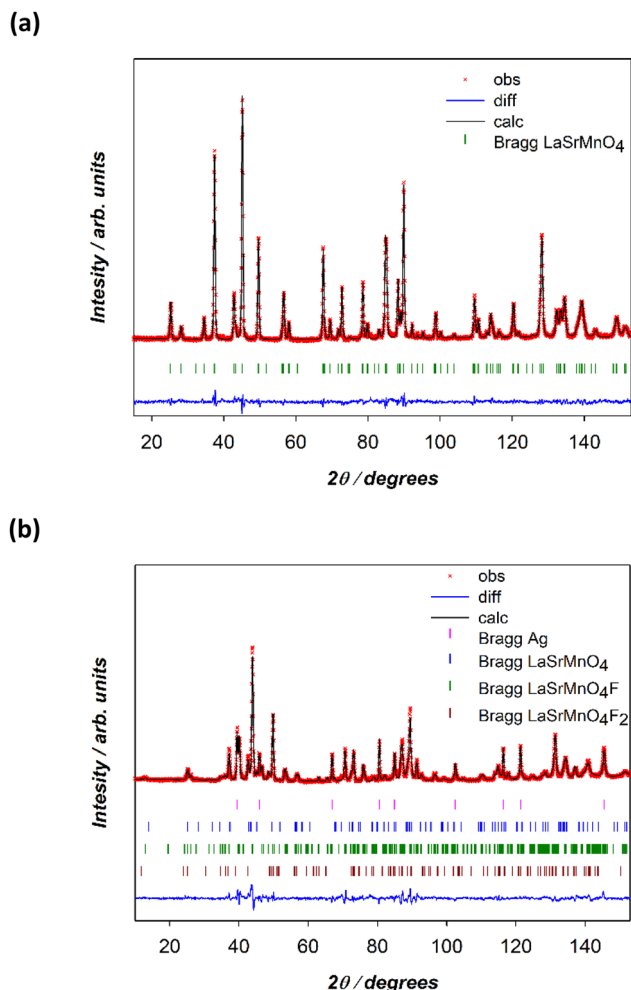 (a)
obs
diff
calc
Bragg LaSrMnO4
Intesity / arb. units
20 40 60 80 100 120 140
2θ / degrees
(b)
obs
diff
calc
Bragg Ag
Bragg LaSrMnO4
Bragg LaSrMnO4F
Bragg LaSrMnO4F2
Intesity / arb. units
20 40 60 80 100 120 140
2θ / degrees